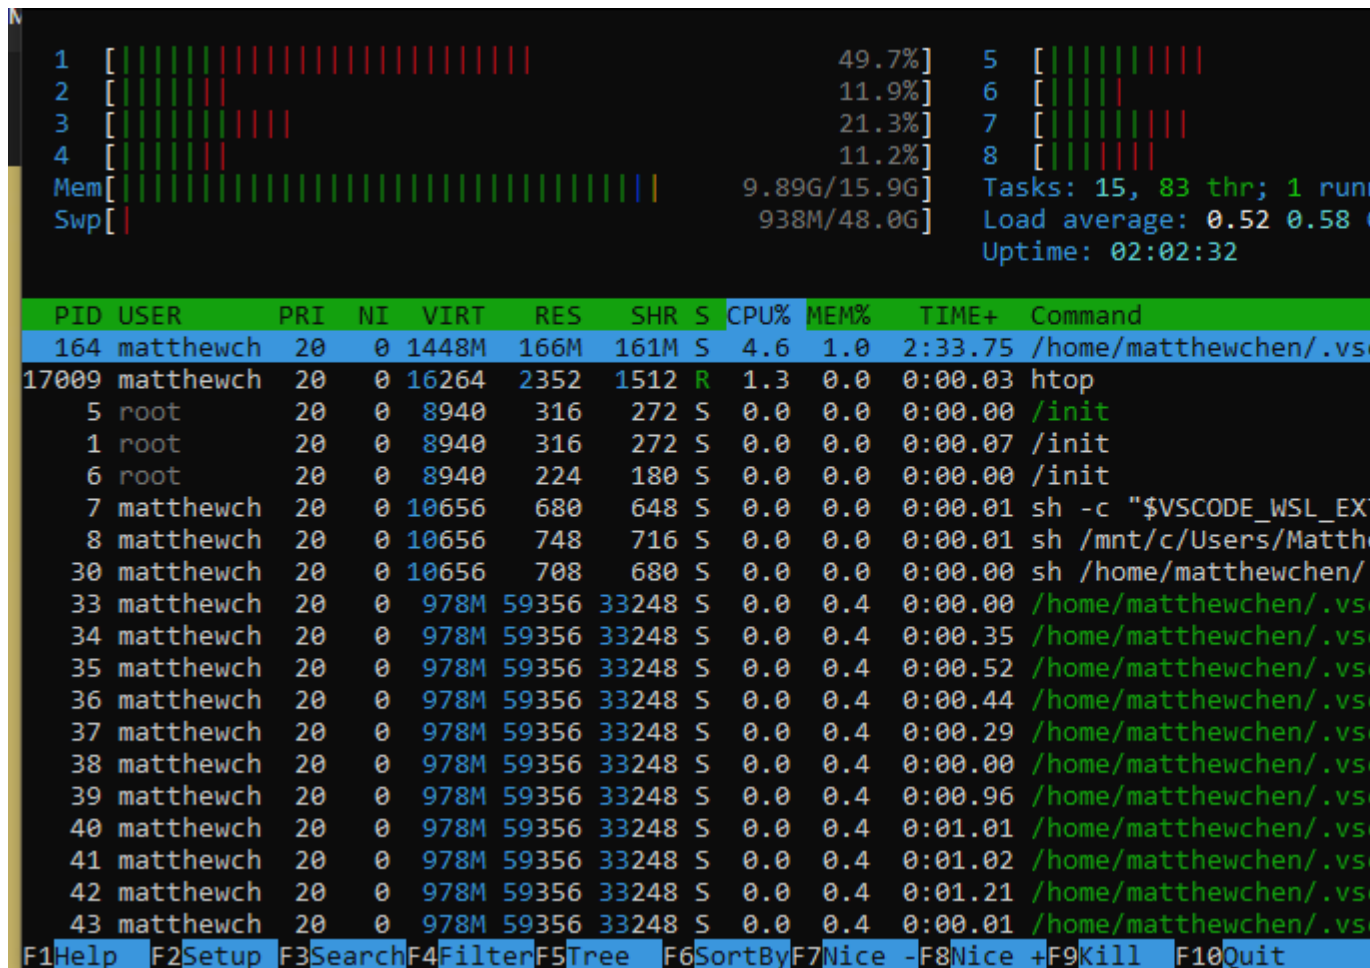 1 [|||||||||||||||||||||||||| 49.7%] 5 [||||||||||
2 [||||||| 11.9%] 6 [|||||
3 [||||||||||| 21.3%] 7 [|||||||||
4 [||||||| 11.2%] 8 [|||||||
Mem[|||||||||||||||||||||||||||||||||| 9.89G/15.9G] Tasks: 15, 83 thr; 1 runn
Swp[| 938M/48.0G] Load average: 0.52 0.58
Uptime: 02:02:32
PID USER PRI NI VIRT RES SHR S CPU% MEM% TIME+ Command
164 matthewch 20 0 1448M 166M 161M S 4.6 1.0 2:33.75 /home/matthewchen/.vs
17009 matthewch 20 0 16264 2352 1512 R 1.3 0.0 0:00.03 htop
5 root 20 0 8940 316 272 S 0.0 0.0 0:00.00 /init
1 root 20 0 8940 316 272 S 0.0 0.0 0:00.07 /init
6 root 20 0 8940 224 180 S 0.0 0.0 0:00.00 /init
7 matthewch 20 0 10656 680 648 S 0.0 0.0 0:00.01 sh -c "$VSCODE_WSL_EX
8 matthewch 20 0 10656 748 716 S 0.0 0.0 0:00.01 sh /mnt/c/Users/Matth
30 matthewch 20 0 10656 708 680 S 0.0 0.0 0:00.00 sh /home/matthewchen/
33 matthewch 20 0 978M 59356 33248 S 0.0 0.4 0:00.00 /home/matthewchen/.vs
34 matthewch 20 0 978M 59356 33248 S 0.0 0.4 0:00.35 /home/matthewchen/.vs
35 matthewch 20 0 978M 59356 33248 S 0.0 0.4 0:00.52 /home/matthewchen/.vs
36 matthewch 20 0 978M 59356 33248 S 0.0 0.4 0:00.44 /home/matthewchen/.vs
37 matthewch 20 0 978M 59356 33248 S 0.0 0.4 0:00.29 /home/matthewchen/.vs
38 matthewch 20 0 978M 59356 33248 S 0.0 0.4 0:00.00 /home/matthewchen/.vs
39 matthewch 20 0 978M 59356 33248 S 0.0 0.4 0:00.96 /home/matthewchen/.vs
40 matthewch 20 0 978M 59356 33248 S 0.0 0.4 0:01.01 /home/matthewchen/.vs
41 matthewch 20 0 978M 59356 33248 S 0.0 0.4 0:01.02 /home/matthewchen/.vs
42 matthewch 20 0 978M 59356 33248 S 0.0 0.4 0:01.21 /home/matthewchen/.vs
43 matthewch 20 0 978M 59356 33248 S 0.0 0.4 0:00.01 /home/matthewchen/.vs
F1Help F2Setup F3SearchF4FilterF5Tree F6SortByF7Nice -F8Nice +F9Kill F10Quit